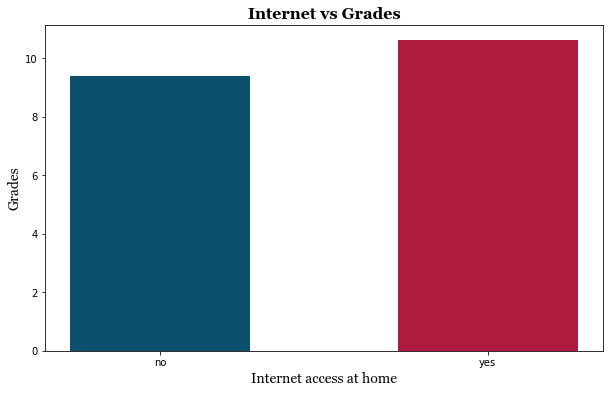 Internet vs Grades
10
8
6
4
2
0
Grades
no
yes
Internet access at home